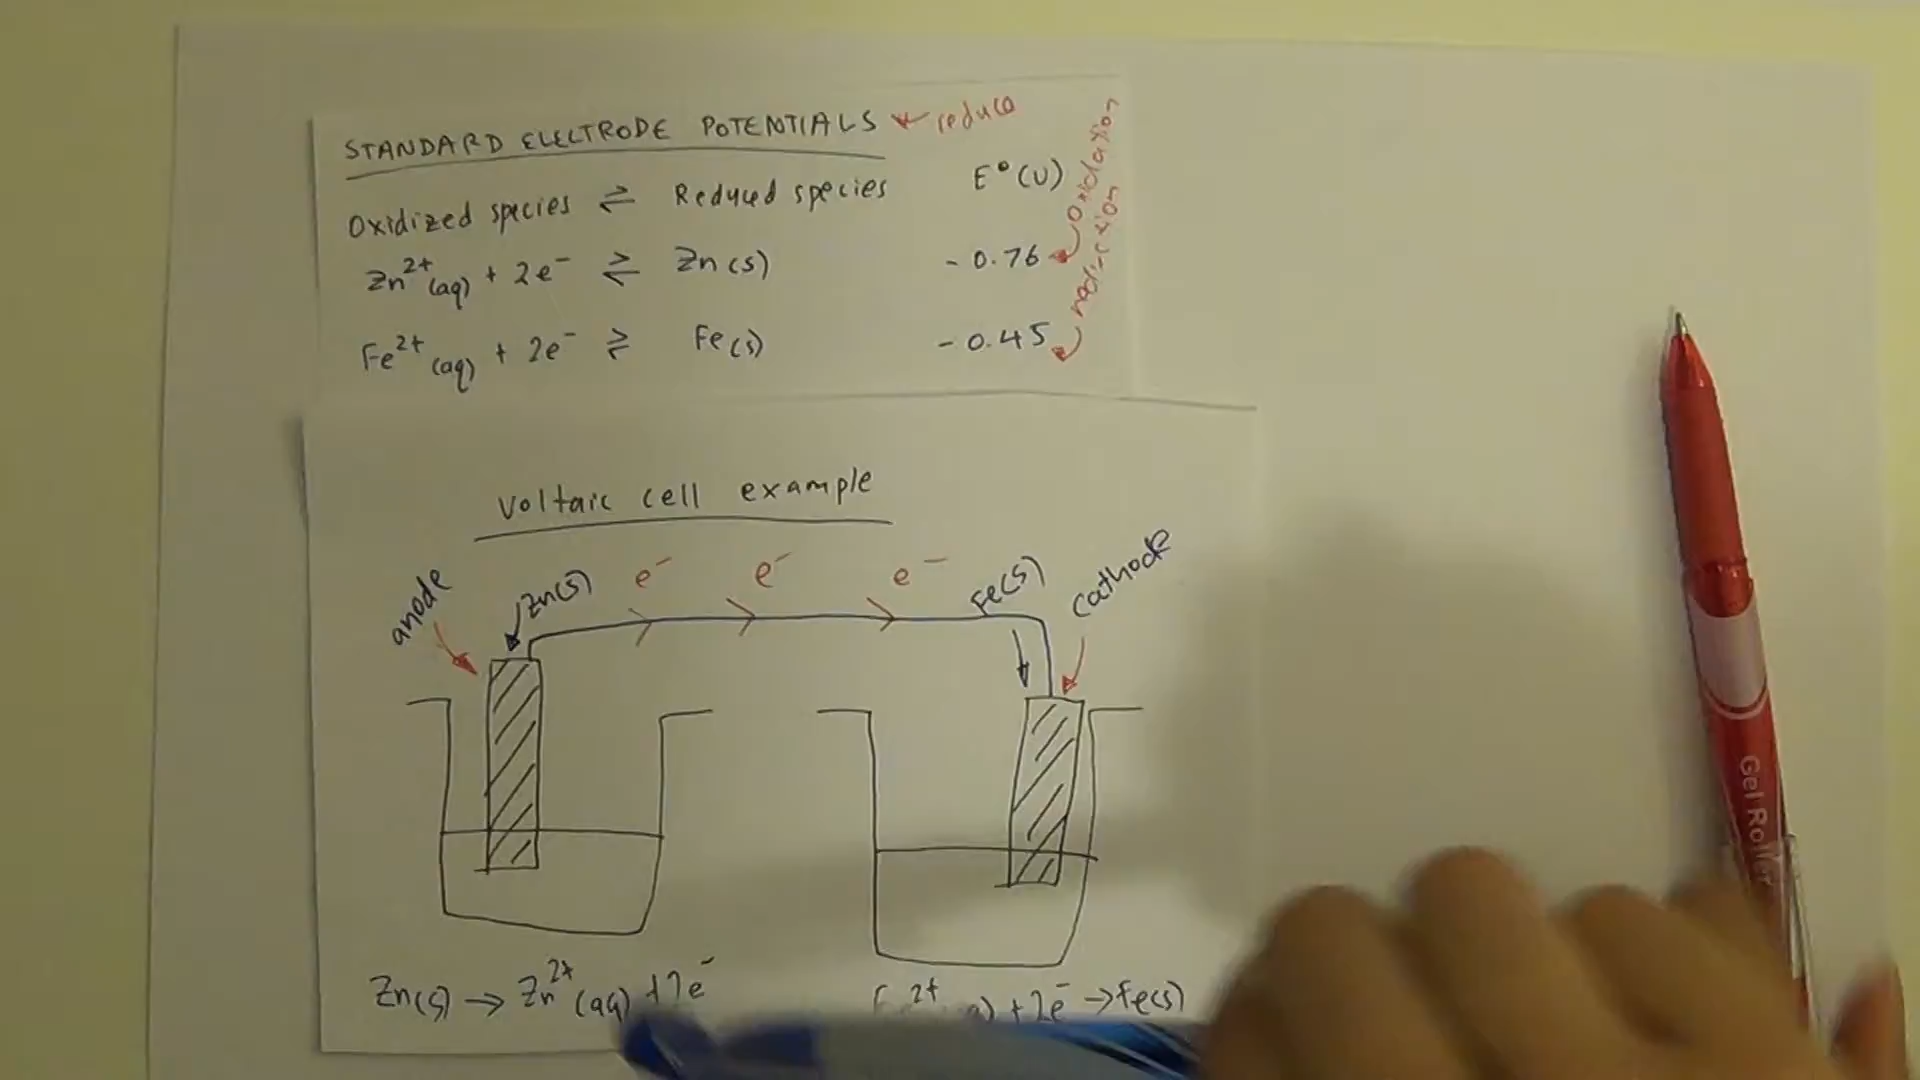 STANDARD ELECTRODE POTENTIALS reduce
Oxidized species ⇌ Reduced species E°(V)
Zn²⁺(aq) + 2e⁻ ⇌ Zn(s) - 0.76 oxidation
Fe²⁺(aq) + 2e⁻ ⇌ Fe(s) - 0.45
Voltaic cell example
anode Zn(s) e⁻ e⁻ e⁻ Fe(s) Cathode
Zn(s) → Zn²⁺(aq) + 2e⁻
2+ + 2e⁻ → Fe(s)
Gel Roller